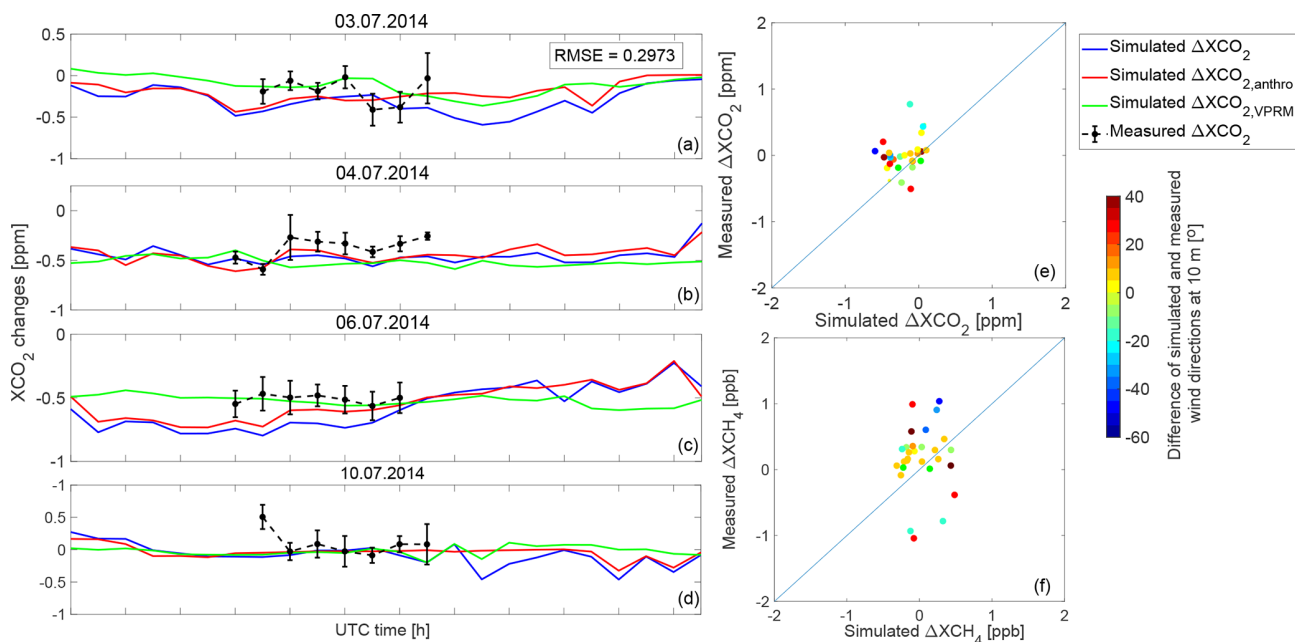 03.07.2014
0.5
0
-0.5
-1
RMSE = 0.2973
(a)
04.07.2014
0
-0.5
-1
(b)
06.07.2014
0
-0.5
-1
(c)
10.07.2014
-1
0.5
0
-0.5
-1
(d)
XCO2 changes [ppm]
UTC time [h]
2
1
0
-1
-2
-2
-1
0
1
2
Measured ΔXCO2 [ppm]
Simulated ΔXCO2 [ppm]
(e)
2
1
0
-1
-2
-2
-1
0
1
2
Measured ΔXCH4 [ppb]
Simulated ΔXCH4 [ppb]
(f)
Simulated ΔXCO2
Simulated ΔXCO2,anthro
Simulated ΔXCO2,VPRM
Measured ΔXCO2
40
20
0
-20
-40
-60
Difference of simulated and measured
wind directions at 10 m [º]